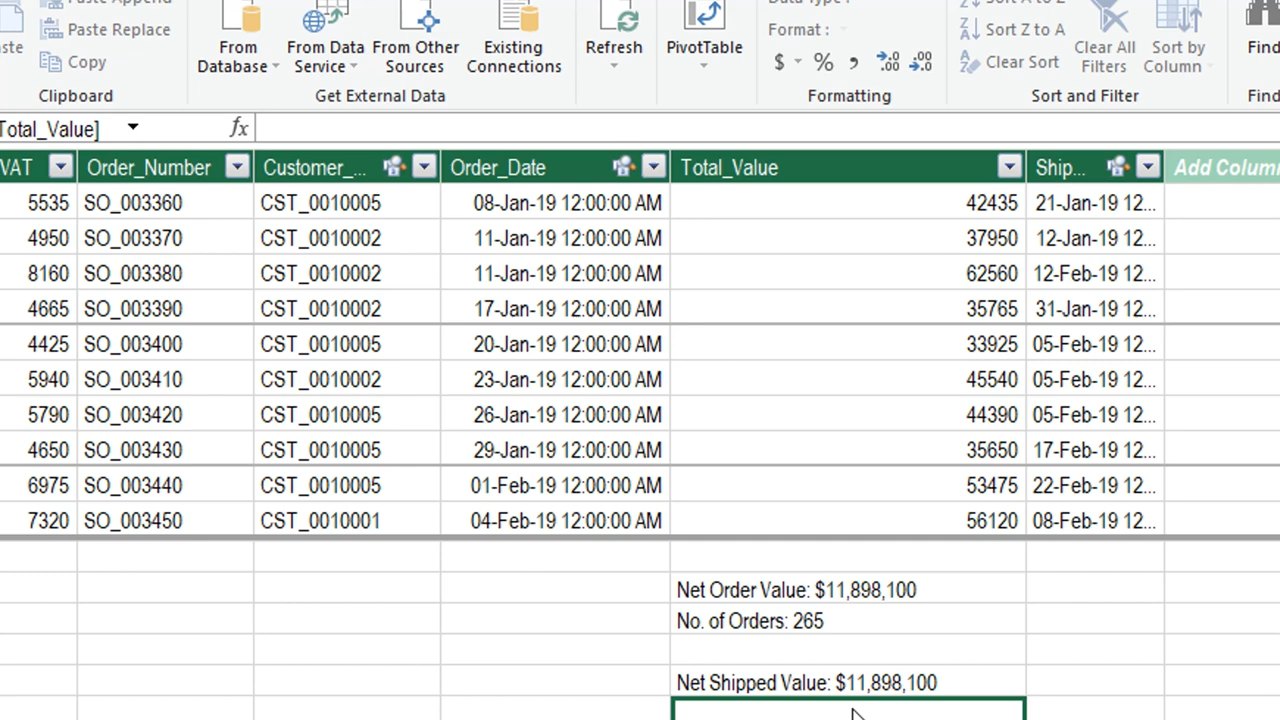 Paste Append
Paste Replace
Copy
Clipboard
From Database
From Data Service
From Other Sources
Existing Connections
Get External Data
Refresh
PivotTable
Format :
$ % ,
Formatting
Sort Z to A
Clear Sort
Clear All Filters
Sort by Column
Sort and Filter
Find
Total_Value] fx
VAT Order_Number Customer_... Order_Date Total_Value Ship... Add Colum
5535 SO_003360 CST_0010005 08-Jan-19 12:00:00 AM 42435 21-Jan-19 12...
4950 SO_003370 CST_0010002 11-Jan-19 12:00:00 AM 37950 12-Jan-19 12...
8160 SO_003380 CST_0010002 11-Jan-19 12:00:00 AM 62560 12-Feb-19 12...
4665 SO_003390 CST_0010002 17-Jan-19 12:00:00 AM 35765 31-Jan-19 12...
4425 SO_003400 CST_0010005 20-Jan-19 12:00:00 AM 33925 05-Feb-19 12...
5940 SO_003410 CST_0010002 23-Jan-19 12:00:00 AM 45540 05-Feb-19 12...
5790 SO_003420 CST_0010005 26-Jan-19 12:00:00 AM 44390 05-Feb-19 12...
4650 SO_003430 CST_0010005 29-Jan-19 12:00:00 AM 35650 17-Feb-19 12...
6975 SO_003440 CST_0010005 01-Feb-19 12:00:00 AM 53475 22-Feb-19 12...
7320 SO_003450 CST_0010001 04-Feb-19 12:00:00 AM 56120 08-Feb-19 12...
Net Order Value: $11,898,100
No. of Orders: 265
Net Shipped Value: $11,898,100